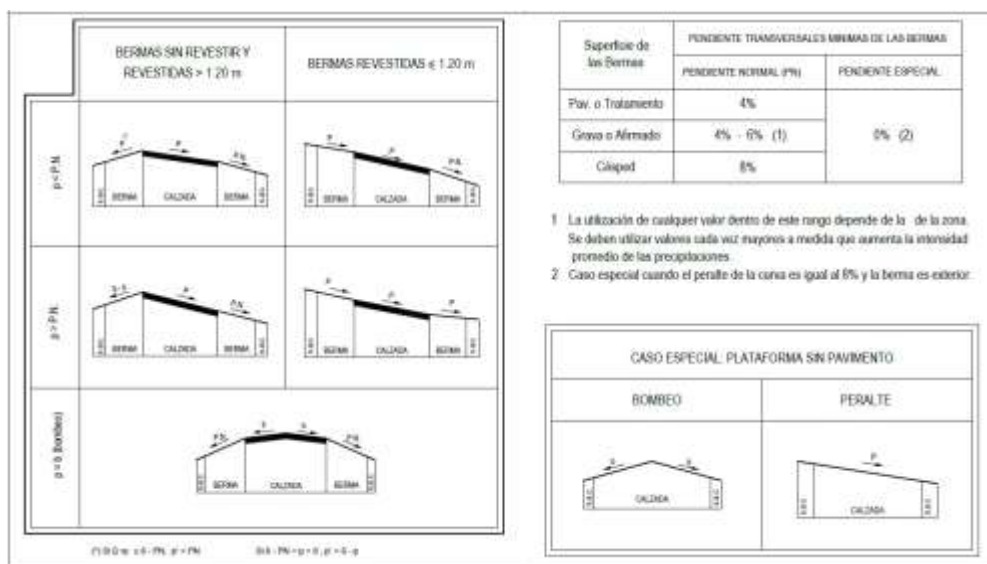 BERMAS SIN REVESTIR Y
REVESTIDAS > 1.20 m
BERMAS REVESTIDAS ≤ 1.20 m
p < P.N.
P
P.N.
BERMA
CALZADA
BERMA
P
P
P.N.
BERMA
CALZADA
BERMA
p > P.N.
P
P.N.
BERMA
CALZADA
BERMA
P
P
P
BERMA
CALZADA
BERMA
p = b (bombeo)
P.N.
P.N.
BERMA
CALZADA
BERMA
Superficie de
las Bermas
PENDIENTE TRANSVERSALES MINIMAS DE LAS BERMAS
PENDIENTE NORMAL (PN)
PENDIENTE ESPECIAL
Pav. o Tratamiento
4%
Grava o Afirmado
4% - 6% (1)
0% (2)
Césped
8%
1 La utilización de cualquier valor dentro de este rango depende de la de la zona.
Se deben utilizar valores cada vez mayores a medida que aumenta la intensidad
promedio de las precipitaciones.
2 Caso especial cuando el peralte de la curva es igual al 8% y la berma es exterior.
CASO ESPECIAL: PLATAFORMA SIN PAVIMENTO
BOMBEO
PERALTE
CALZADA
P
CALZADA